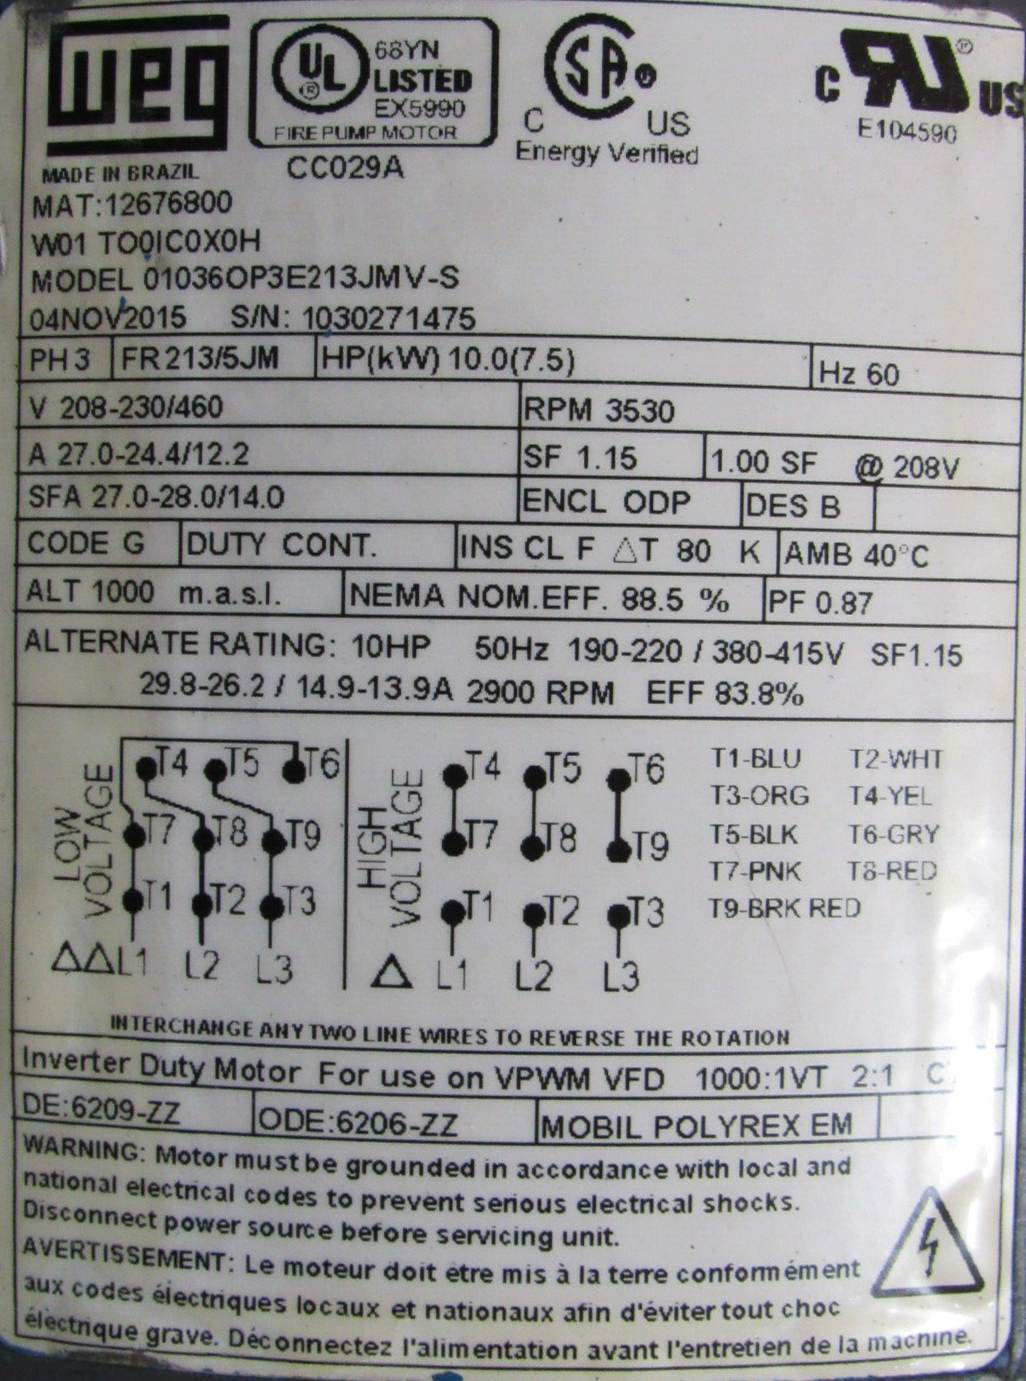 WEG
UL
®
68YN
LISTED
EX5990
FIRE PUMP MOTOR
CC029A
SA®
C US
Energy Verified
C RU® US
E104590
MADE IN BRAZIL
MAT:12676800
W01 TO0IC0X0H
MODEL 01036OP3E213JMV-S
04NOV2015 S/N: 1030271475
PH 3 FR 213/5JM HP(kW) 10.0(7.5) Hz 60
V 208-230/460 RPM 3530
A 27.0-24.4/12.2 SF 1.15 1.00 SF @ 208V
SFA 27.0-28.0/14.0 ENCL ODP DES B
CODE G DUTY CONT. INS CL F △T 80 K AMB 40°C
ALT 1000 m.a.s.l. NEMA NOM.EFF. 88.5 % PF 0.87
ALTERNATE RATING: 10HP 50Hz 190-220 / 380-415V SF1.15
29.8-26.2 / 14.9-13.9A 2900 RPM EFF 83.8%
LOW VOLTAGE
T4 T5 T6
T7 T8 T9
T1 T2 T3
△△ L1 L2 L3
HIGH VOLTAGE
T4 T5 T6
T7 T8 T9
T1 T2 T3
△ L1 L2 L3
T1-BLU T2-WHT
T3-ORG T4-YEL
T5-BLK T6-GRY
T7-PNK T8-RED
T9-BRK RED
INTERCHANGE ANY TWO LINE WIRES TO REVERSE THE ROTATION
Inverter Duty Motor For use on VPWM VFD 1000:1VT 2:1
DE:6209-ZZ ODE:6206-ZZ MOBIL POLYREX EM
WARNING: Motor must be grounded in accordance with local and
national electrical codes to prevent serious electrical shocks.
Disconnect power source before servicing unit.
AVERTISSEMENT: Le moteur doit être mis à la terre conformément
aux codes électriques locaux et nationaux afin d'éviter tout choc
électrique grave. Déconnectez l'alimentation avant l'entretien de la machine.